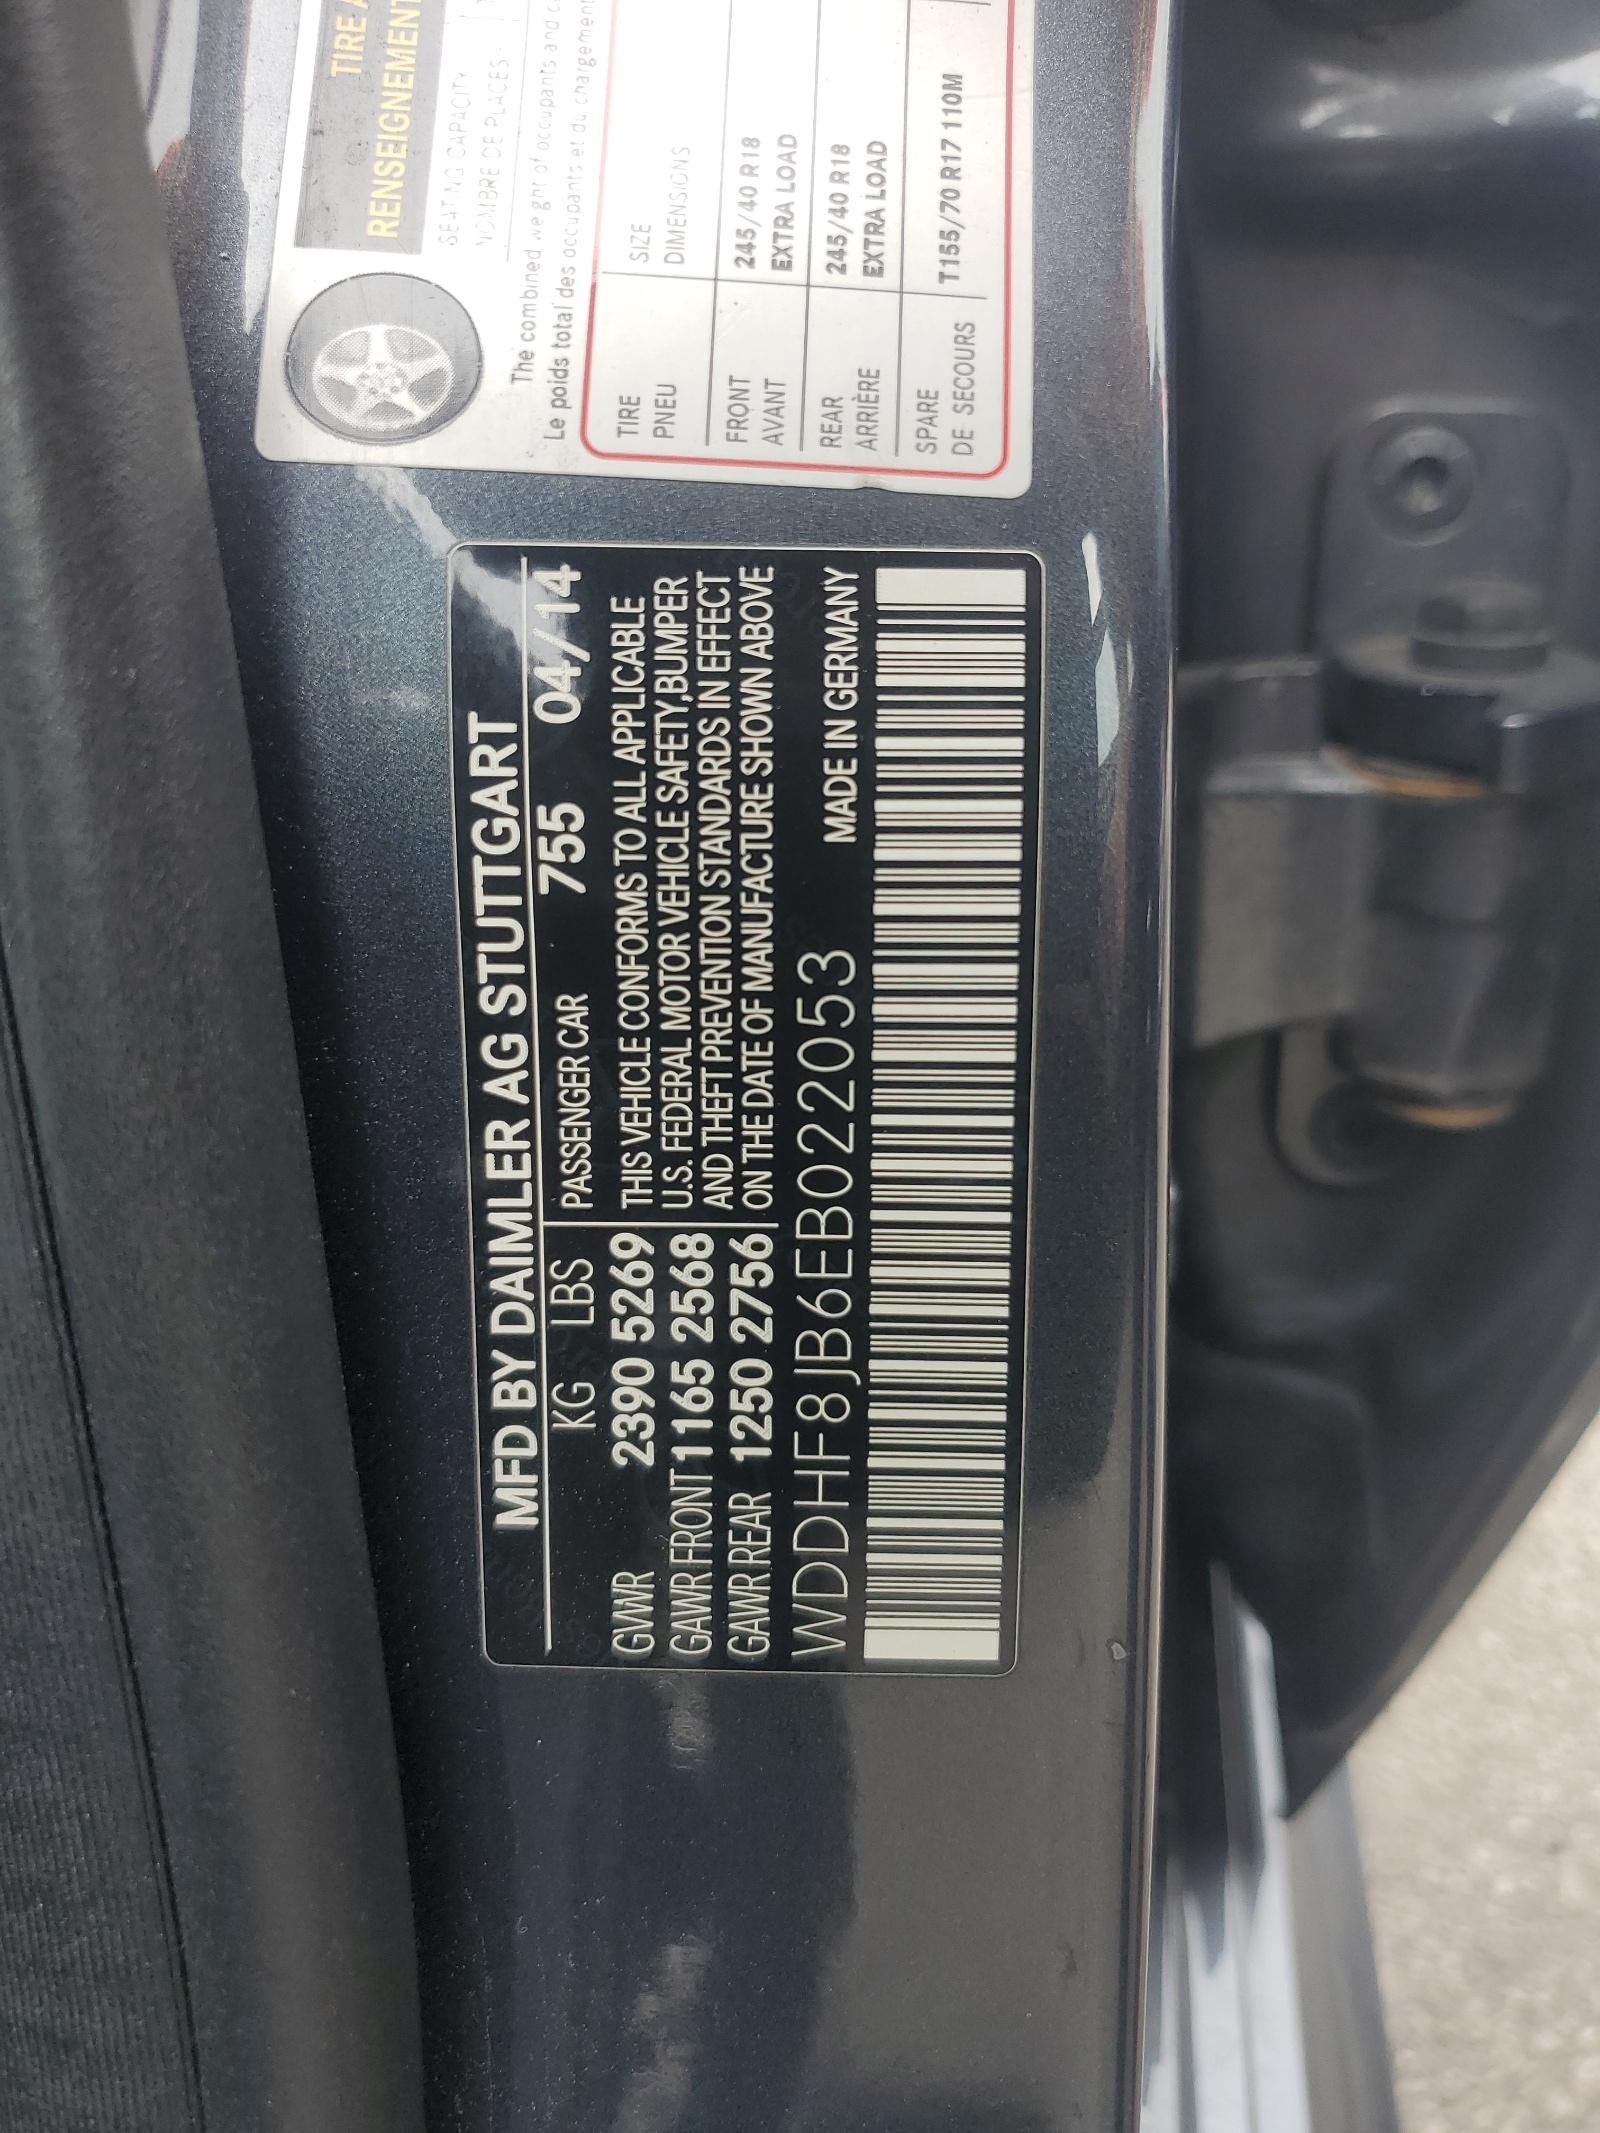 MFD BY DAIMLER AG STUTTGART
KG LBS PASSENGER CAR 755 04/14
GVWR 2390 5269 THIS VEHICLE CONFORMS TO ALL APPLICABLE
GAWR FRONT 1165 2568 U.S. FEDERAL MOTOR VEHICLE SAFETY,BUMPER
GAWR REAR 1250 2756 AND THEFT PREVENTION STANDARDS IN EFFECT
ON THE DATE OF MANUFACTURE SHOWN ABOVE
WDDHF8JB6EB022053 MADE IN GERMANY
TIRE
RENSEIGNEMENT
SEATING CAPACITY
NOMBRE DE PLACES
The combined weight of occupants and
Le poids total des occupants et du chargement
TIRE SIZE
PNEU DIMENSIONS
FRONT 245/40 R18
AVANT EXTRA LOAD
REAR 245/40 R18
ARRIÈRE EXTRA LOAD
SPARE T155/70 R17 110M
DE SECOURS